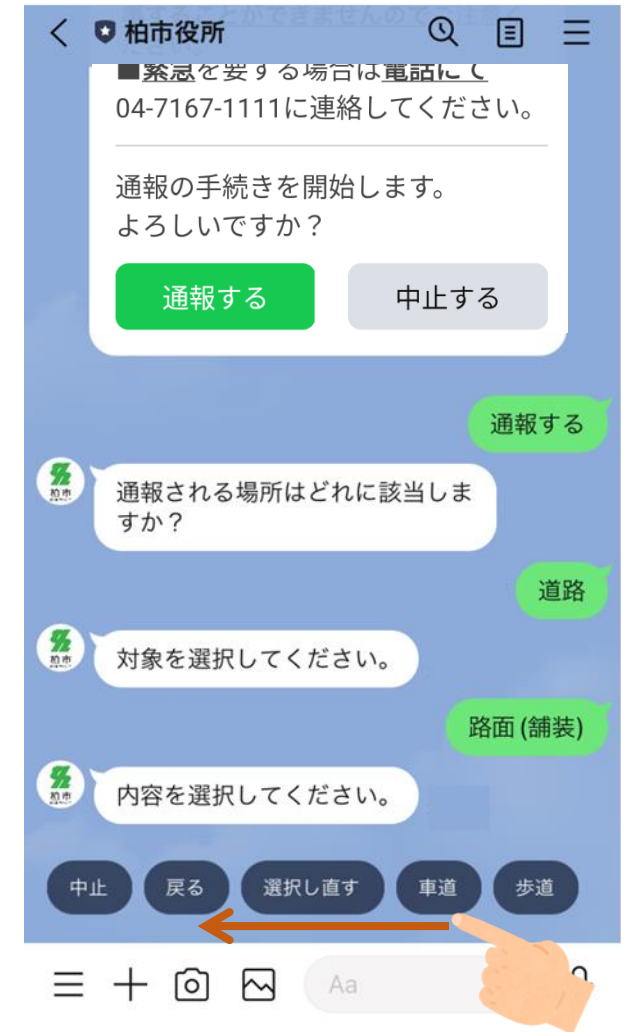 柏市役所
■緊急を要する場合は電話にて
04-7167-1111に連絡してください。
通報の手続きを開始します。
よろしいですか？
通報する
中止する
通報する
通報される場所はどれに該当しま
すか？
道路
対象を選択してください。
路面(舗装)
内容を選択してください。
中止
戻る
選択し直す
車道
歩道
Aa